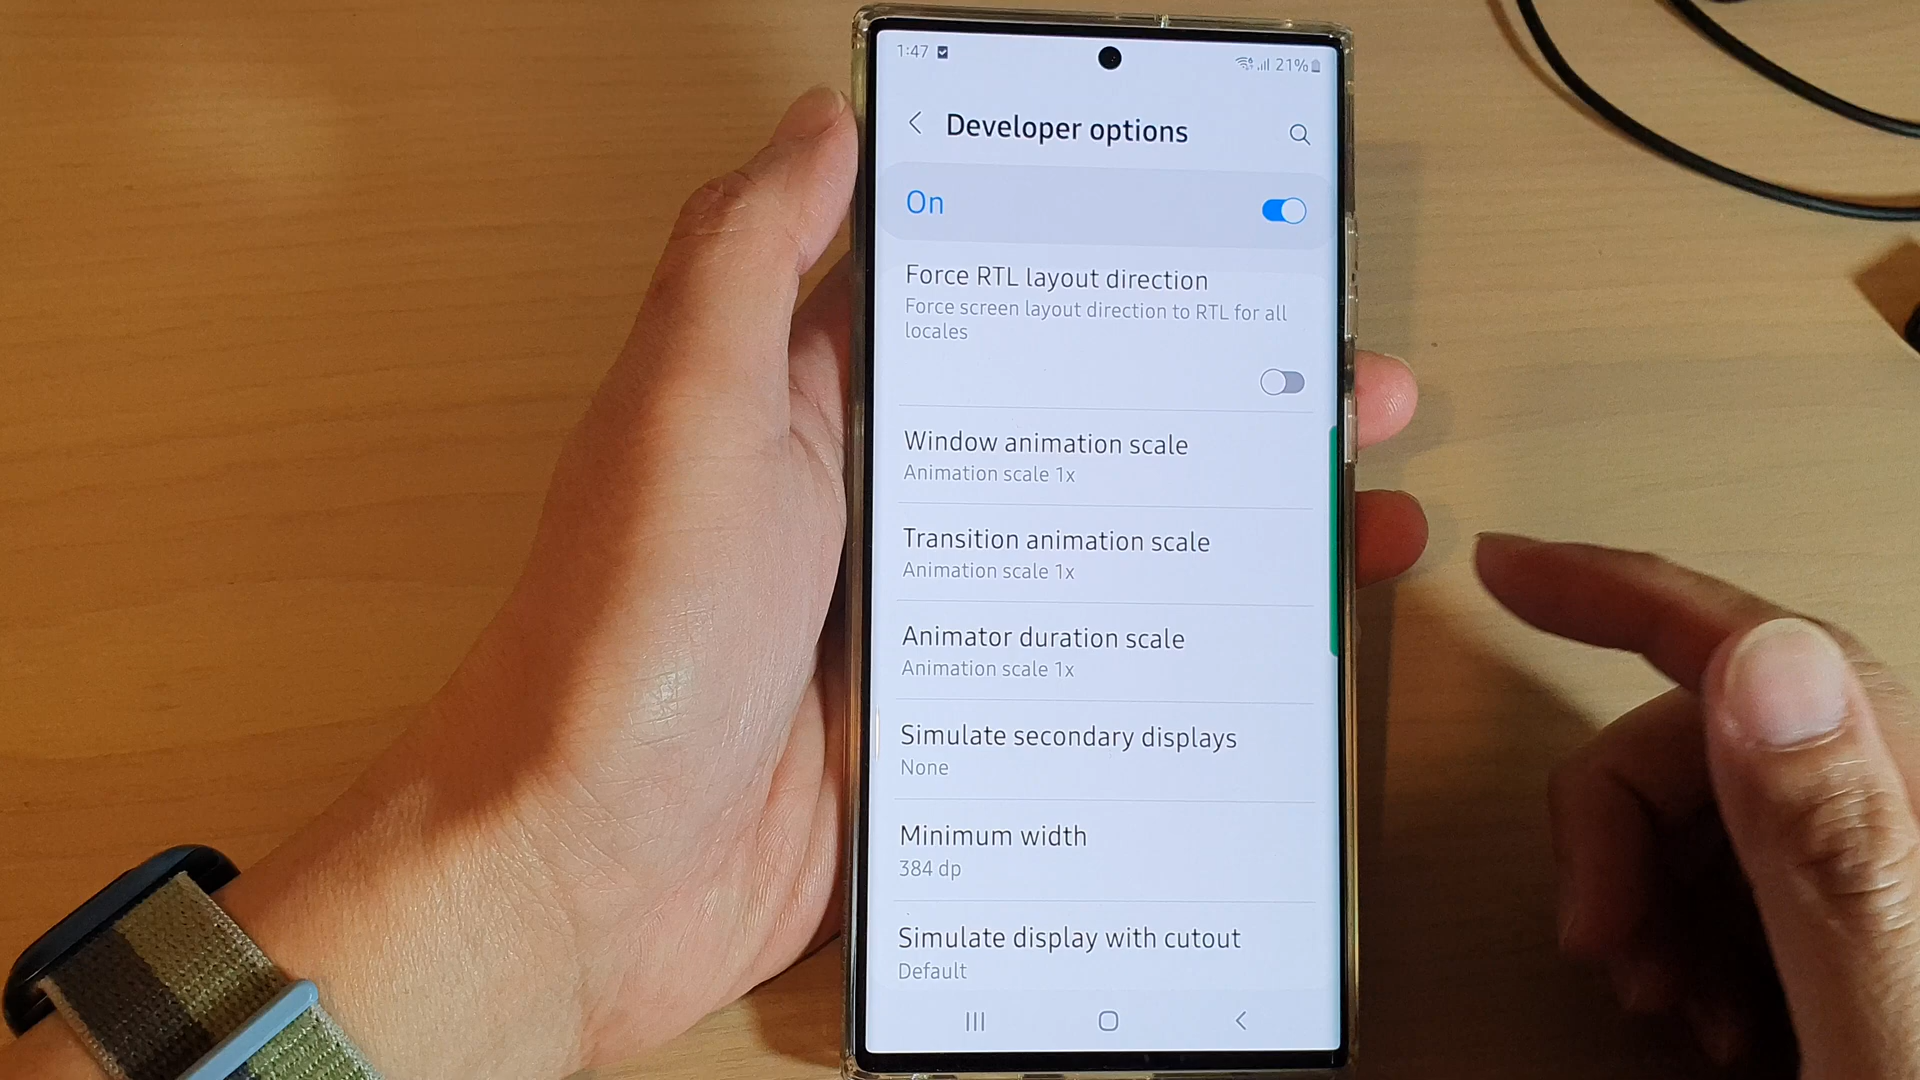 1:47
21%
Developer options
On
Force RTL layout direction
Force screen layout direction to RTL for all
locales
Window animation scale
Animation scale 1x
Transition animation scale
Animation scale 1x
Animator duration scale
Animation scale 1x
Simulate secondary displays
None
Minimum width
384 dp
Simulate display with cutout
Default